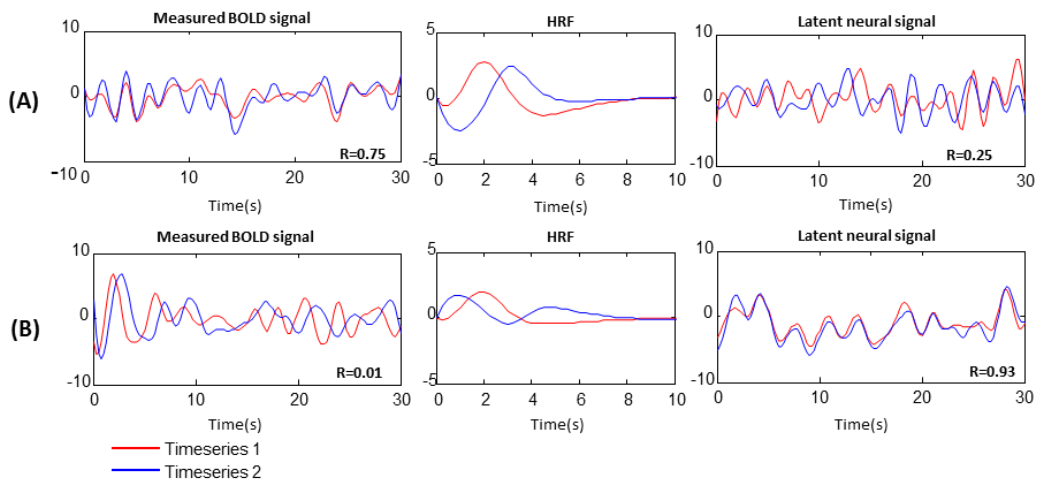 Measured BOLD signal
HRF
Latent neural signal
(A)
10
0
-10
0
10
20
30
R=0.75
Time(s)
5
0
-5
0
2
4
6
8
10
Time(s)
10
0
-10
0
10
20
30
R=0.25
Time(s)
Measured BOLD signal
HRF
Latent neural signal
(B)
10
0
-10
0
10
20
30
R=0.01
Time(s)
5
0
-5
0
2
4
6
8
10
Time(s)
10
0
-10
0
10
20
30
R=0.93
Time(s)
Timeseries 1
Timeseries 2